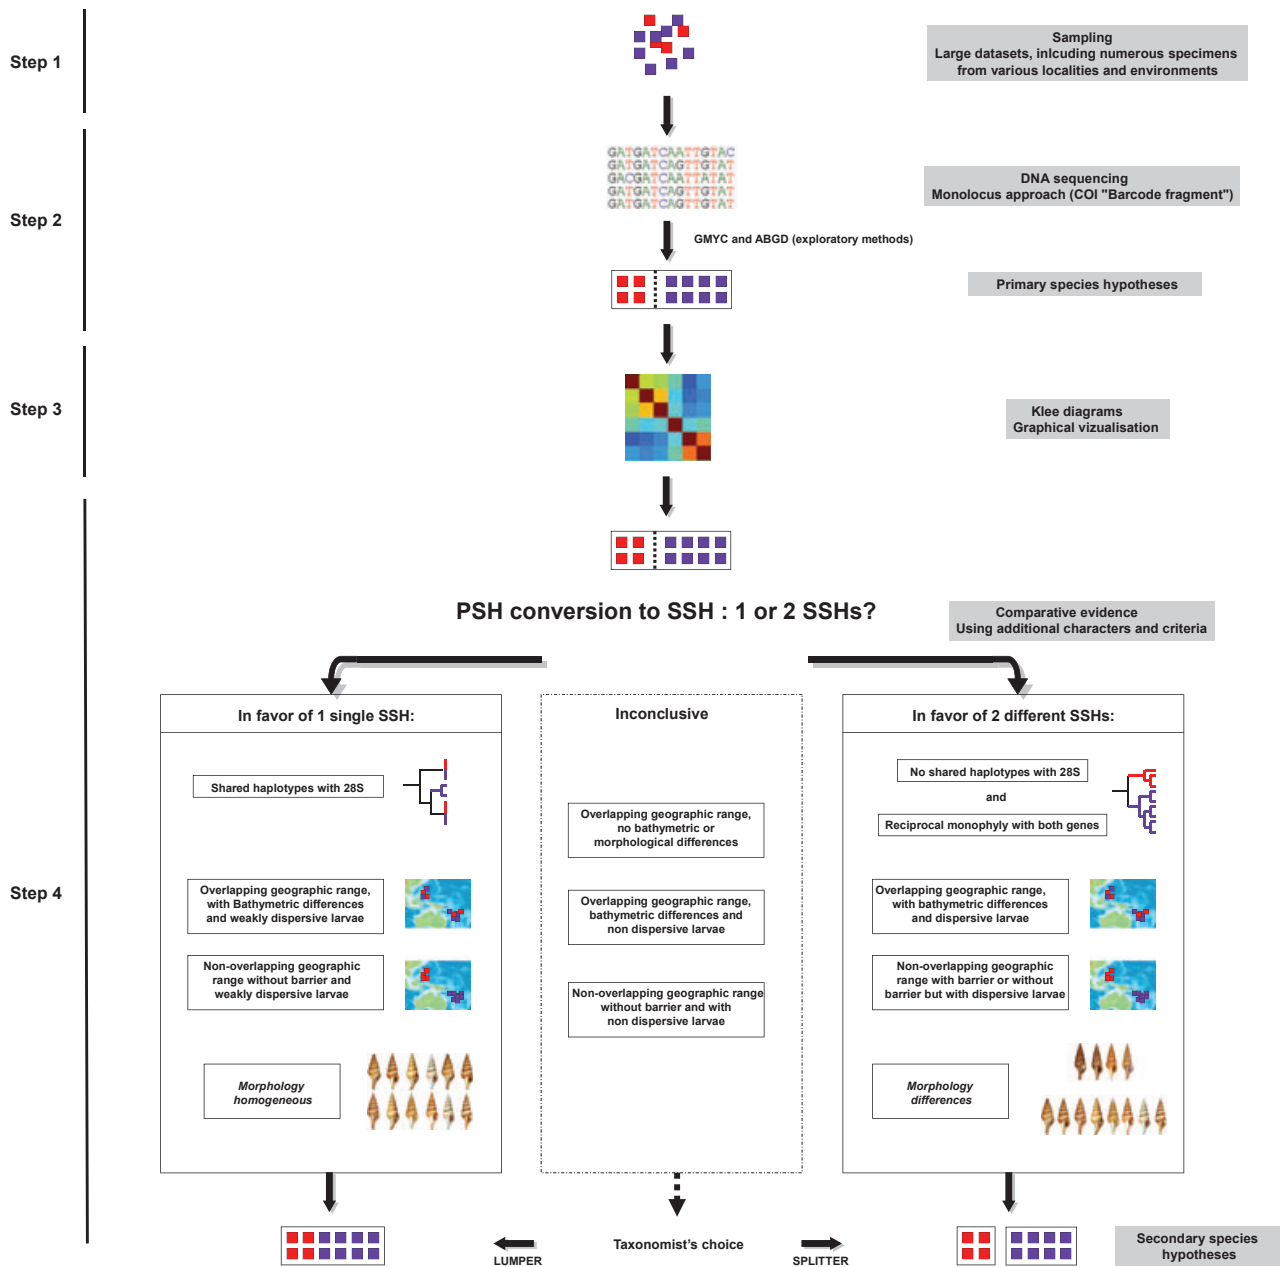 Step 1
Sampling
Large datasets, inlcuding numerous specimens
from various localities and environments
Step 2
GATGATCAATTGTAC
GATGATCAGTTGTAT
GACGATCAATTATAT
GATGATCAGTTGTAT
GATGATCAGTTGTAT
DNA sequencing
Monolocus approach (COI "Barcode fragment")
GMYC and ABGD (exploratory methods)
Primary species hypotheses
Step 3
Klee diagrams
Graphical vizualisation
Step 4
PSH conversion to SSH : 1 or 2 SSHs?
Comparative evidence
Using additional characters and criteria
In favor of 1 single SSH:
Shared haplotypes with 28S
Overlapping geographic range,
with Bathymetric differences
and weakly dispersive larvae
Non-overlapping geographic
range without barrier and
weakly dispersive larvae
Morphology
homogeneous
Inconclusive
Overlapping geographic range,
no bathymetric or
morphological differences
Overlapping geographic range,
bathymetric differences and
non dispersive larvae
Non-overlapping geographic range
without barrier and with
non dispersive larvae
In favor of 2 different SSHs:
No shared haplotypes with 28S
and
Reciprocal monophyly with both genes
Overlapping geographic range,
with bathymetric differences
and dispersive larvae
Non-overlapping geographic
range with barrier or without
barrier but with dispersive larvae
Morphology
differences
LUMPER
Taxonomist's choice
SPLITTER
Secondary species
hypotheses